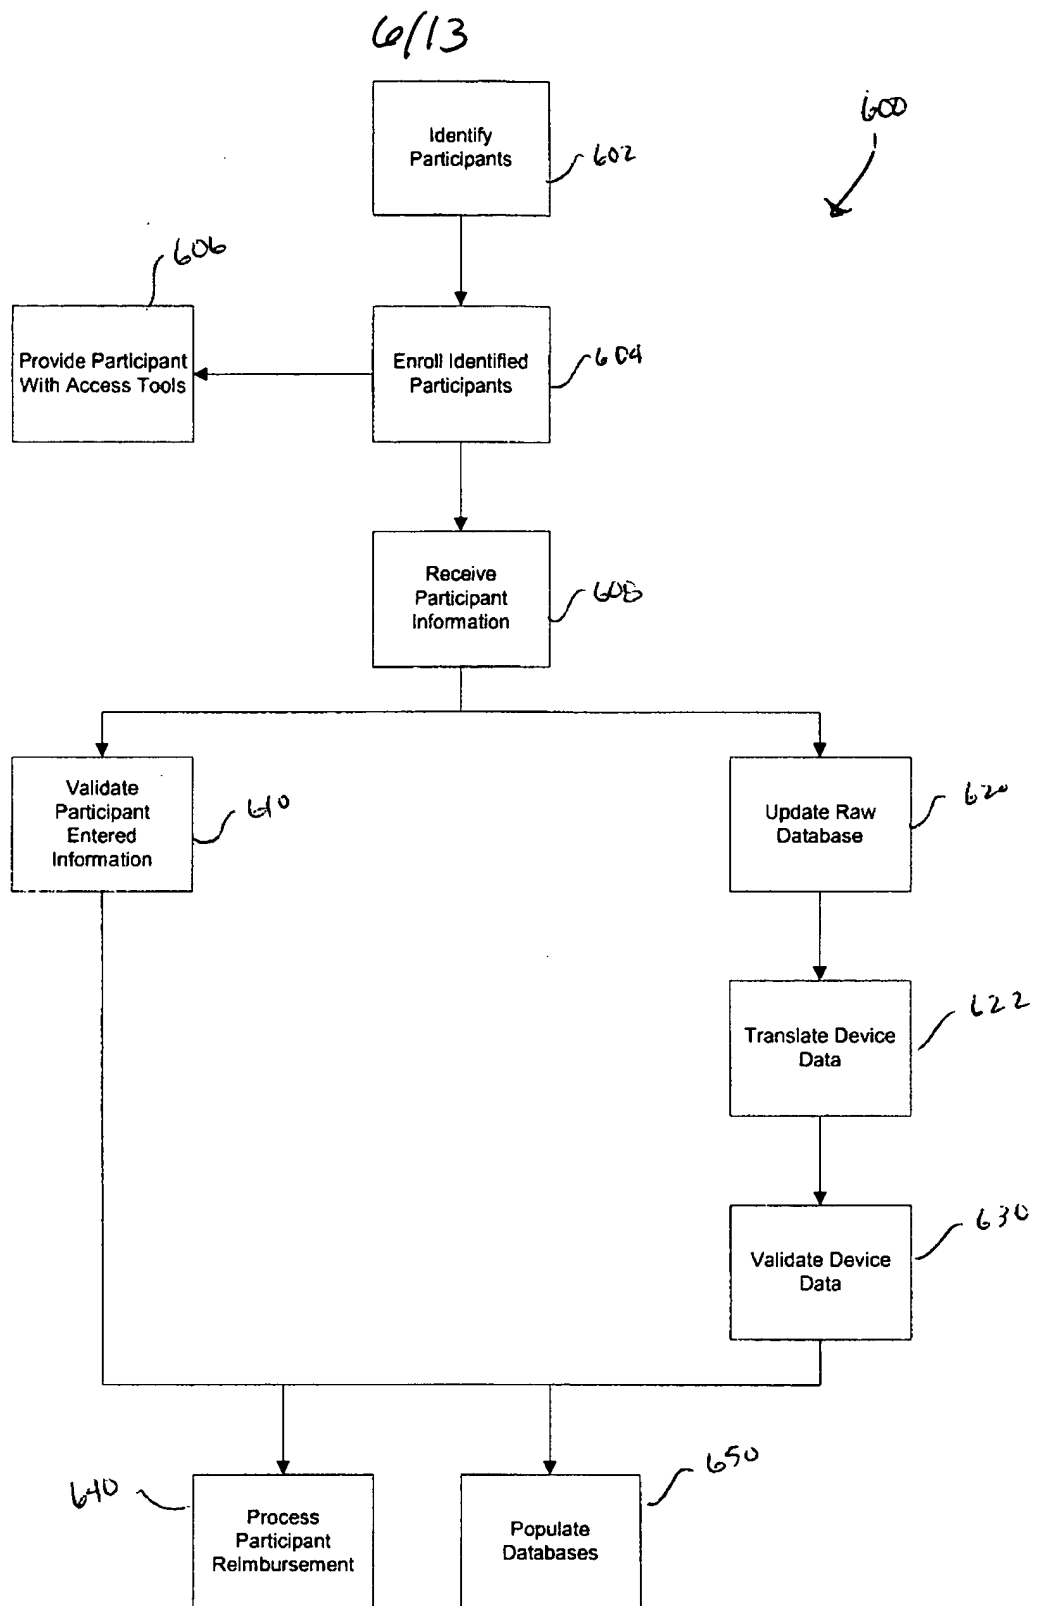 6/13
Identify
Participants
602
600
606
Provide Participant
With Access Tools
Enroll Identified
Participants
604
Receive
Participant
Information
608
Validate
Participant
Entered
Information
610
Update Raw
Database
620
Translate Device
Data
622
Validate Device
Data
630
640
Process
Participant
Reimbursement
650
Populate
Databases